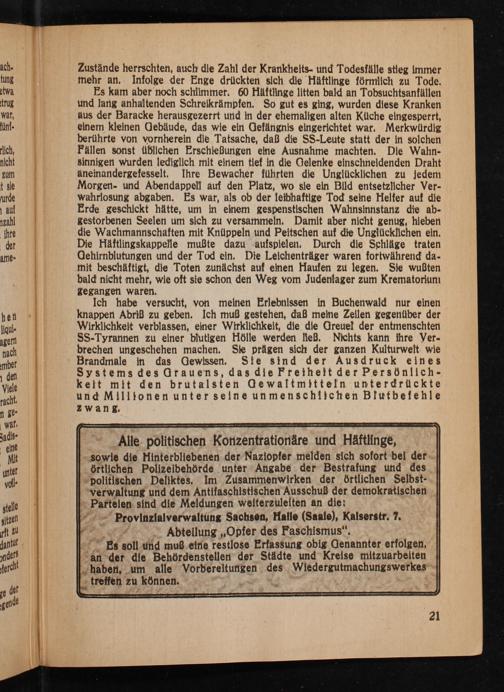 Zustände herrschten, auch die Zahl der Krankheits- und Todesfälle stieg immer
mehr an. Infolge der Enge drückten sich die Häftlinge förmlich zu Tode.
Es kam aber noch schlimmer. 60 Häftlinge litten bald an Tobsuchtsanfällen
und lang anhaltenden Schreikrämpfen. So gut es ging, wurden diese Kranken
aus der Baracke herausgezerrt und in der ehemaligen alten Küche eingesperrt,
einem kleinen Gebäude, das wie ein Gefängnis eingerichtet war. Merkwürdig
berührte von vornherein die Tatsache, daß die SS-Leute statt der in solchen
Fällen sonst üblichen Erschießungen eine Ausnahme machten. Die Wahn-
sinnigen wurden lediglich mit einem tief in die Gelenke einschneidenden Draht
aneinandergefesselt. Ihre Bewacher führten die Unglücklichen zu jedem
Morgen- und Abendappell auf den Platz, wo sie ein Bild entsetzlicher Ver-
wahrlosung abgaben. Es war, als ob der leibhaftige Tod seine Helfer auf die
Erde geschickt hätte, um in einem gespenstischen Wahnsinnstanz die ab-
gestorbenen Seelen um sich zu versammeln. Damit aber nicht genug, hieben
die Wachmannschaften mit Knüppeln und Peitschen auf die Unglücklichen ein.
Die Häftlingskappelle mußte dazu aufspielen. Durch die Schläge traten
Gehirnblutungen und der Tod ein. Die Leichenträger waren fortwährend da-
mit beschäftigt, die Toten zunächst auf einen Haufen zu legen. Sie wußten
bald nicht mehr, wie oft sie schon den Weg vom Judenlager zum Krematorium
gegangen waren.
Ich habe versucht, von meinen Erlebnissen in Buchenwald nur einen
knappen Abriß zu geben. Ich muß gestehen, daß meine Zeilen gegenüber der
Wirklichkeit verblassen, einer Wirklichkeit, die die Greuel der entmenschten
SS-Tyrannen zu einer blutigen Hölle werden ließ. Nichts kann ihre Ver-
brechen ungeschehen machen. Sie prägen sich der ganzen Kulturwelt wie
Brandmale in das Gewissen. Sie sind der Ausdruck eines
Systems des Grauens, das die Freiheit der Persönlich-
keit mit den brutalsten Gewaltmitteln unterdrückte
und Millionen unter seine unmenschlichen Blutbefehle
zwang.
Alle politischen Konzentrationäre und Häftlinge,
sowie die Hinterbliebenen der Naziopfer melden sich sofort bei der
örtlichen Polizeibehörde unter Angabe der Bestrafung und des
politischen Deliktes. Im Zusammenwirken der örtlichen Selbst-
verwaltung und dem Antifaschistischen Ausschuß der demokratischen
Parteien sind die Meldungen weiterzuleiten an die:
Provinzialverwaltung Sachsen, Halle (Saale), Kaiserstr. 7.
Abteilung „Opfer des Faschismus“.
Es soll und muß eine restlose Erfassung obig Genannter erfolgen,
an der die Behördenstellen der Städte und Kreise mitzuarbeiten
haben, um alle Vorbereitungen des Wiedergutmachungswerkes
treffen zu können.
21